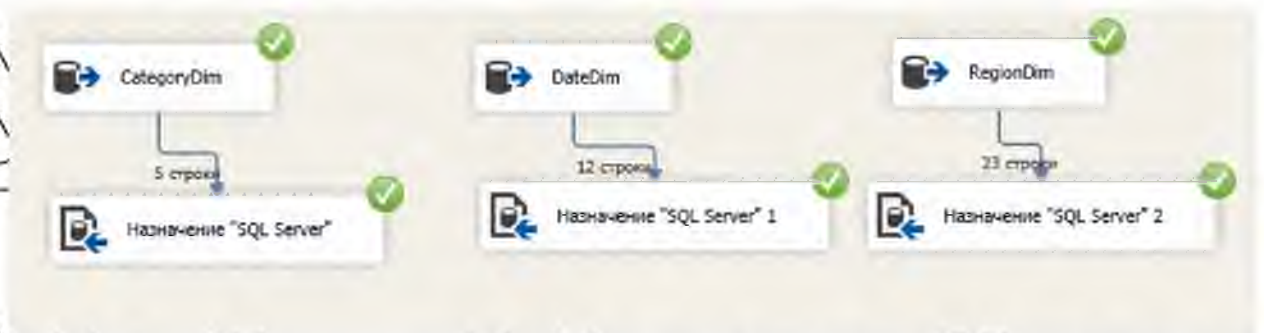 CategoryDim
DateDim
RegionDim
5 строки
12 строки
23 строки
Назначение "SQL Server"
Назначение "SQL Server" 1
Назначение "SQL Server" 2